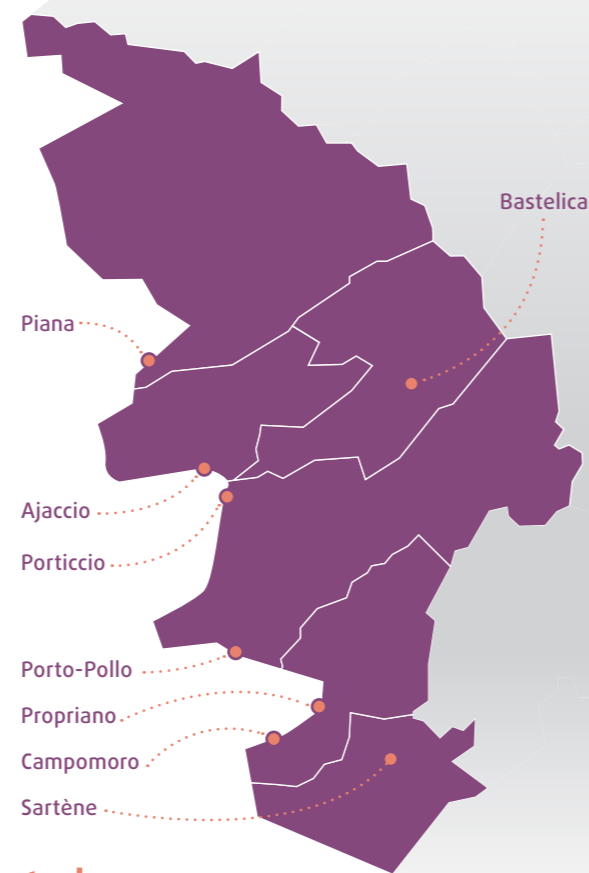 Bastelica
Piana
Ajaccio
Porticcio
Porto-Pollo
Propriano
Campomoro
Sartène